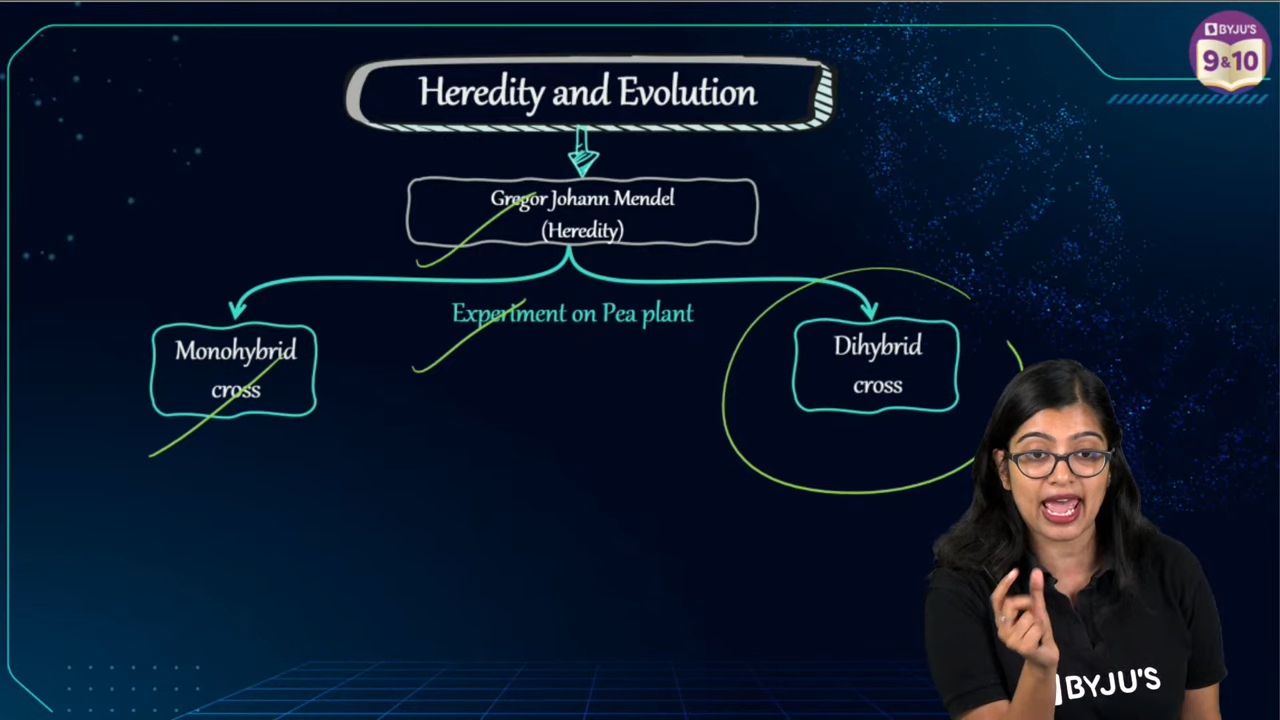 BYJU'S
9&10
Heredity and Evolution
Gregor Johann Mendel
(Heredity)
Experiment on Pea plant
Monohybrid
cross
Dihybrid
cross
BYJU'S